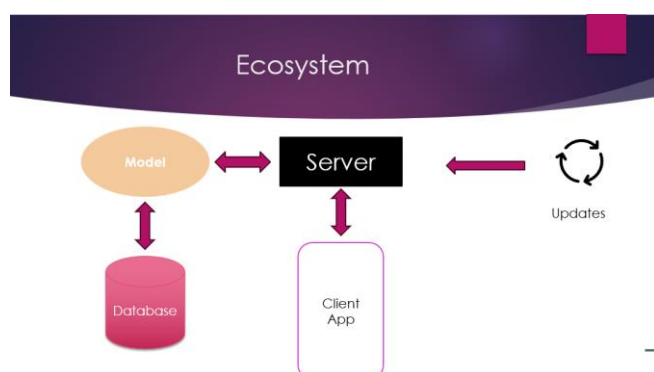 Ecosystem
Model
Server
Updates
Database
Client
App